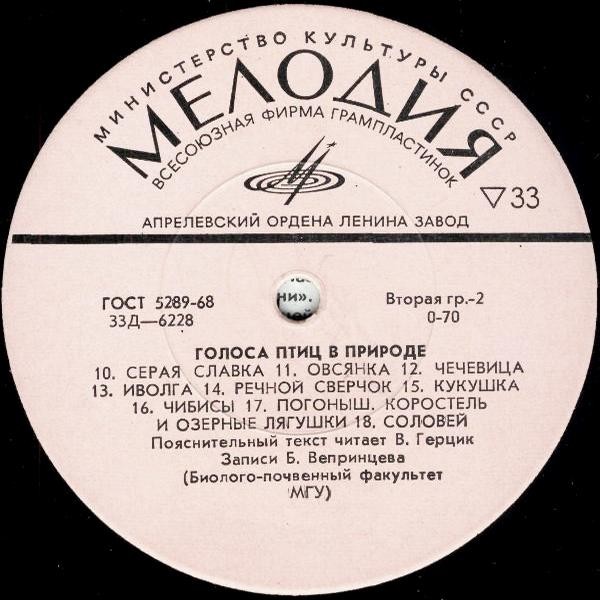 МИНИСТЕРСТВО КУЛЬТУРЫ СССР
МЕЛОДИЯ
ВСЕСОЮЗНАЯ ФИРМА ГРАМПЛАСТИНОК
▽33
АПРЕЛЕВСКИЙ ОРДЕНА ЛЕНИНА ЗАВОД
ни».
ГОСТ 5289-68
33Д—6228
Вторая гр.-2
0-70
ГОЛОСА ПТИЦ В ПРИРОДЕ
10. СЕРАЯ СЛАВКА 11. ОВСЯНКА 12. ЧЕЧЕВИЦА
13. ИВОЛГА 14. РЕЧНОЙ СВЕРЧОК 15. КУКУШКА
16. ЧИБИСЫ 17. ПОГОНЫШ, КОРОСТЕЛЬ
И ОЗЕРНЫЕ ЛЯГУШКИ 18. СОЛОВЕЙ
Пояснительный текст читает В. Герцик
Записи Б. Вепринцева
(Биолого-почвенный факультет
МГУ)